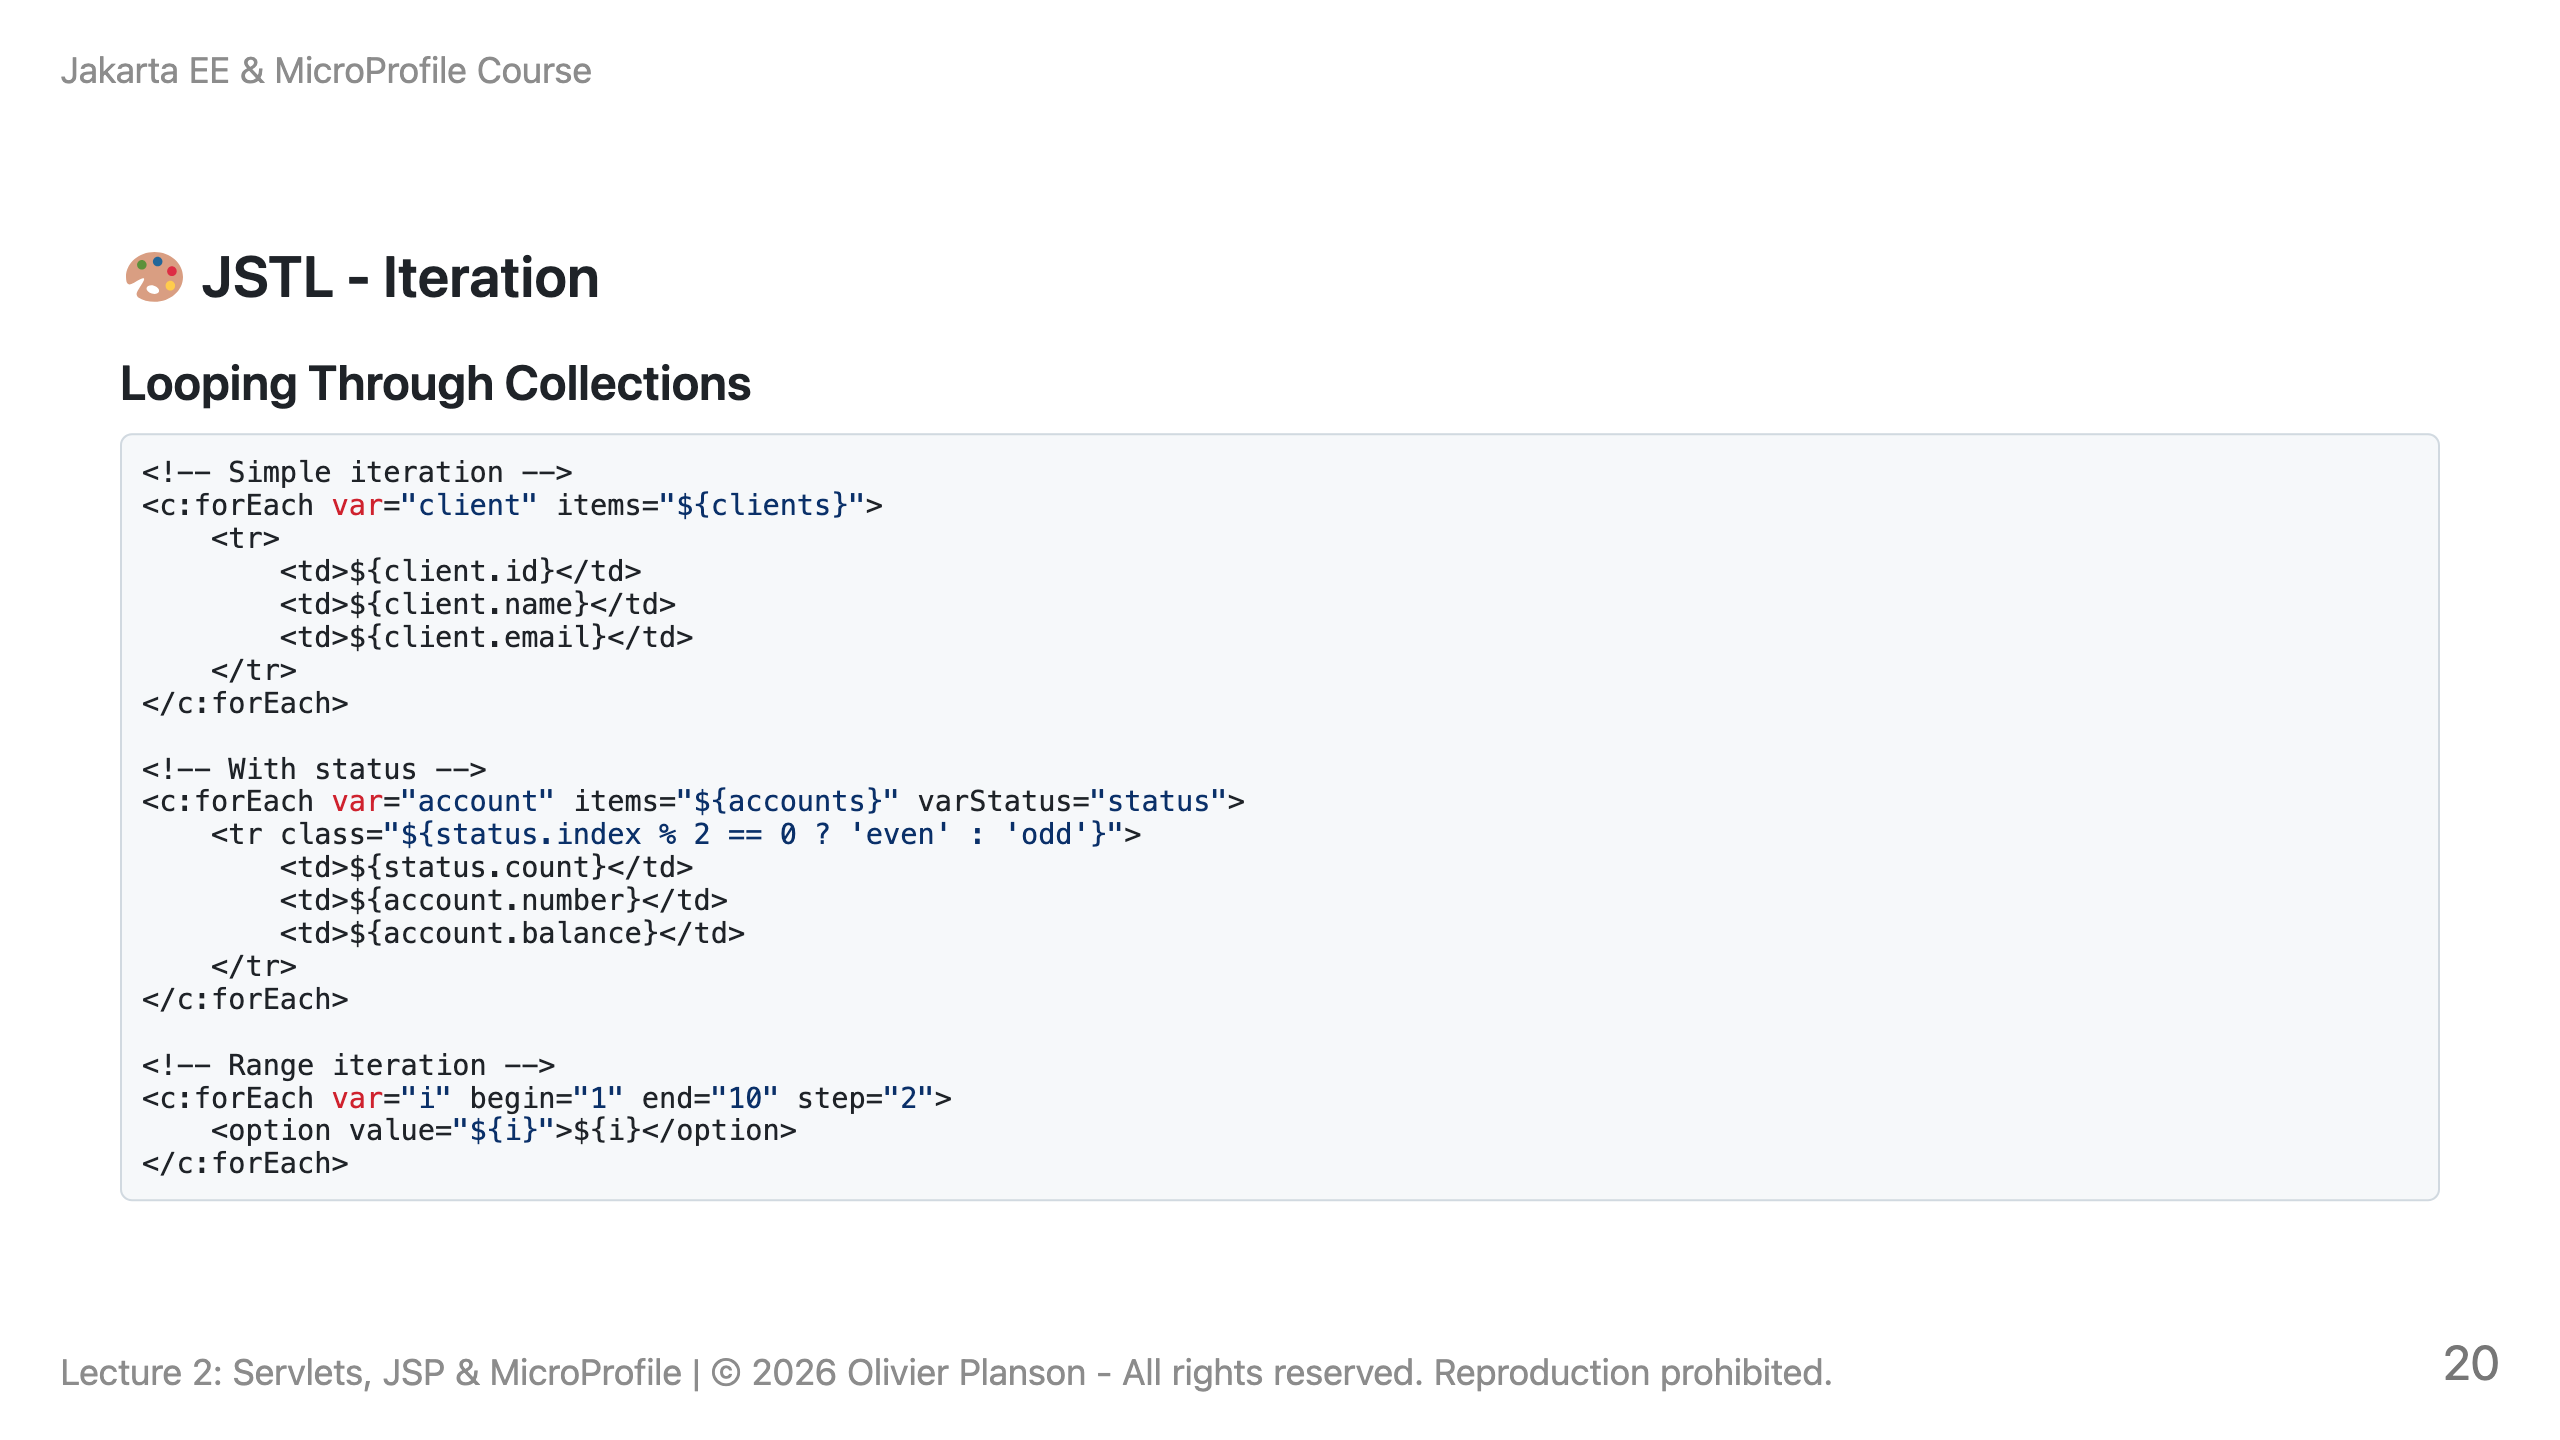 Jakarta EE & MicroProfile Course
🎨 JSTL - Iteration
Looping Through Collections
<!-- Simple iteration -->
<c:forEach var="client" items="${clients}">
    <tr>
        <td>${client.id}</td>
        <td>${client.name}</td>
        <td>${client.email}</td>
    </tr>
</c:forEach>

<!-- With status -->
<c:forEach var="account" items="${accounts}" varStatus="status">
    <tr class="${status.index % 2 == 0 ? 'even' : 'odd'}">
        <td>${status.count}</td>
        <td>${account.number}</td>
        <td>${account.balance}</td>
    </tr>
</c:forEach>

<!-- Range iteration -->
<c:forEach var="i" begin="1" end="10" step="2">
    <option value="${i}">${i}</option>
</c:forEach>
Lecture 2: Servlets, JSP & MicroProfile | © 2026 Olivier Planson - All rights reserved. Reproduction prohibited.
20